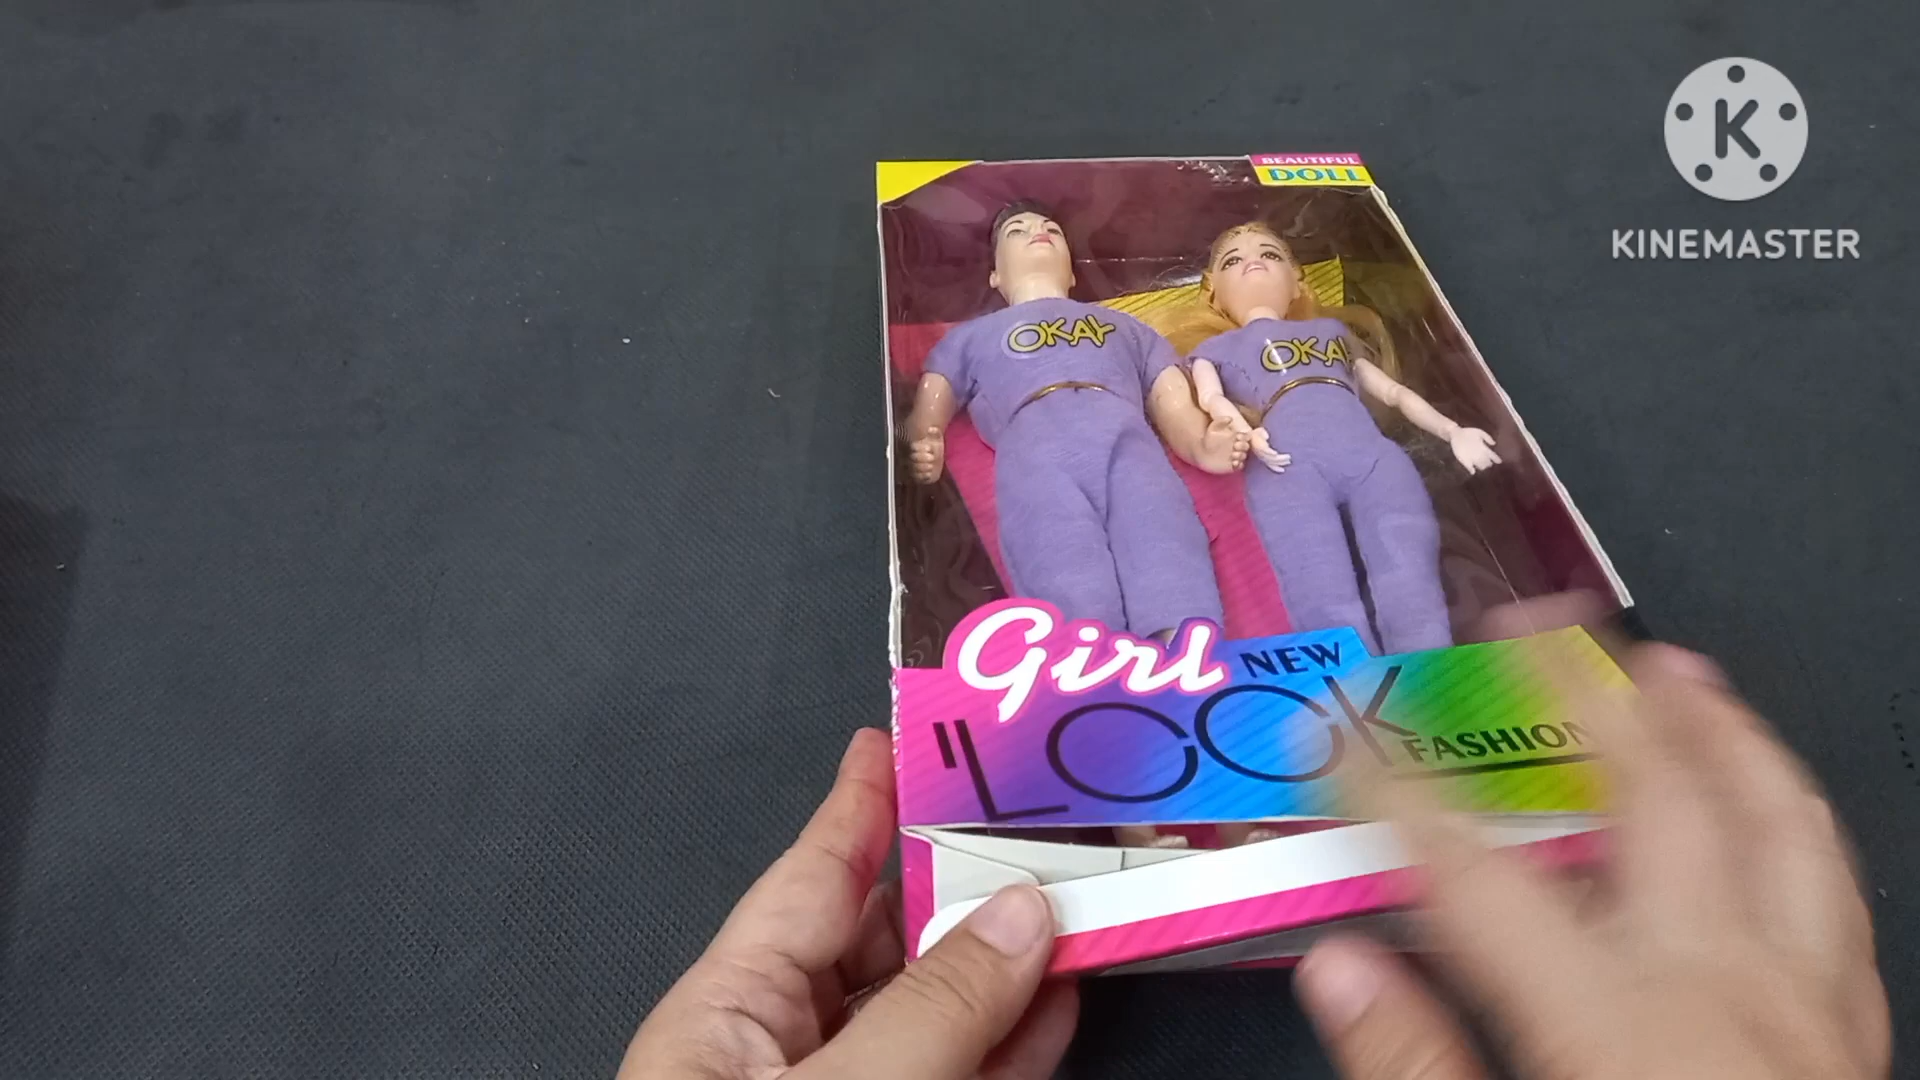 K
KINEMASTER
BEAUTIFUL
DOLL
OKAY
OKAY
Girl NEW
LOOK
FASHION